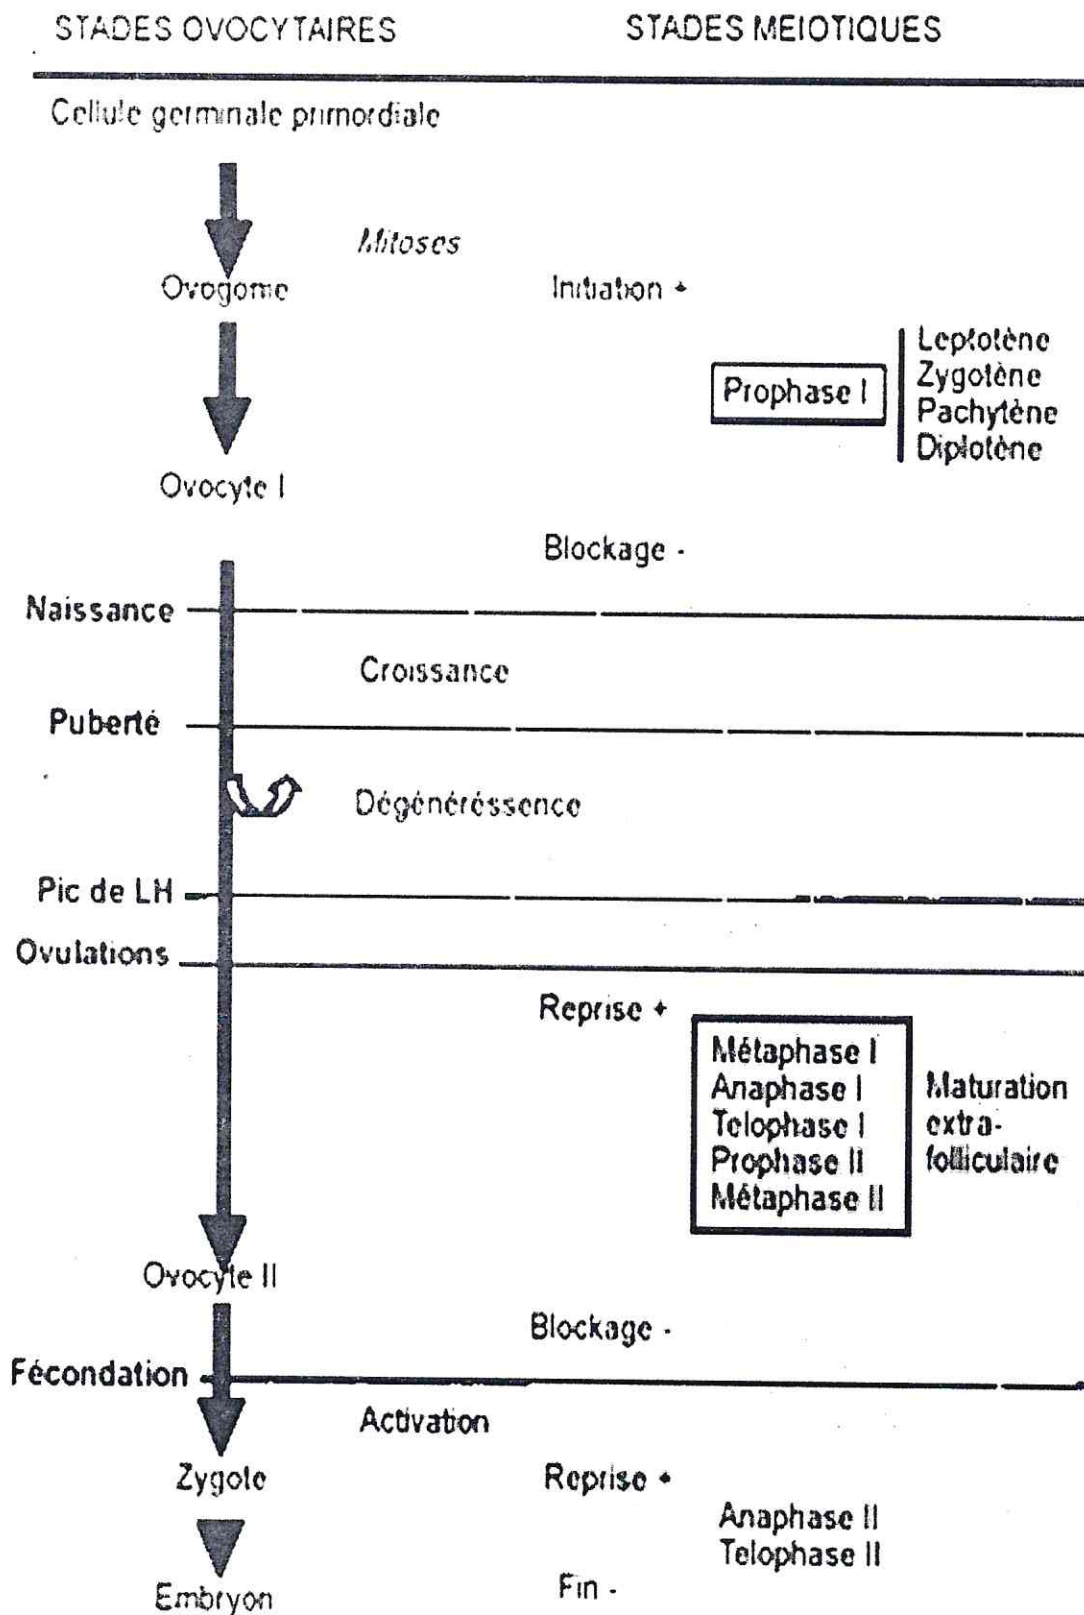 STADES OVOCYTAIRES STADES MEIOTIQUES
Cellule germinale primordiale
Mitoses
Ovogome Initiation +
Prophase I
Leptotène
Zygotène
Pachytène
Diplotène
Ovocyte I
Blockage -
Naissance
Croissance
Puberté
Dégénéréssence
Pic de LH
Ovulations
Reprise +
Métaphase I
Anaphase I
Telophase I
Prophase II
Métaphase II
Maturation
extra-
folliculaire
Ovocyte II
Blockage -
Fécondation
Activation
Zygote Reprise +
Anaphase II
Telophase II
Embryon Fin -